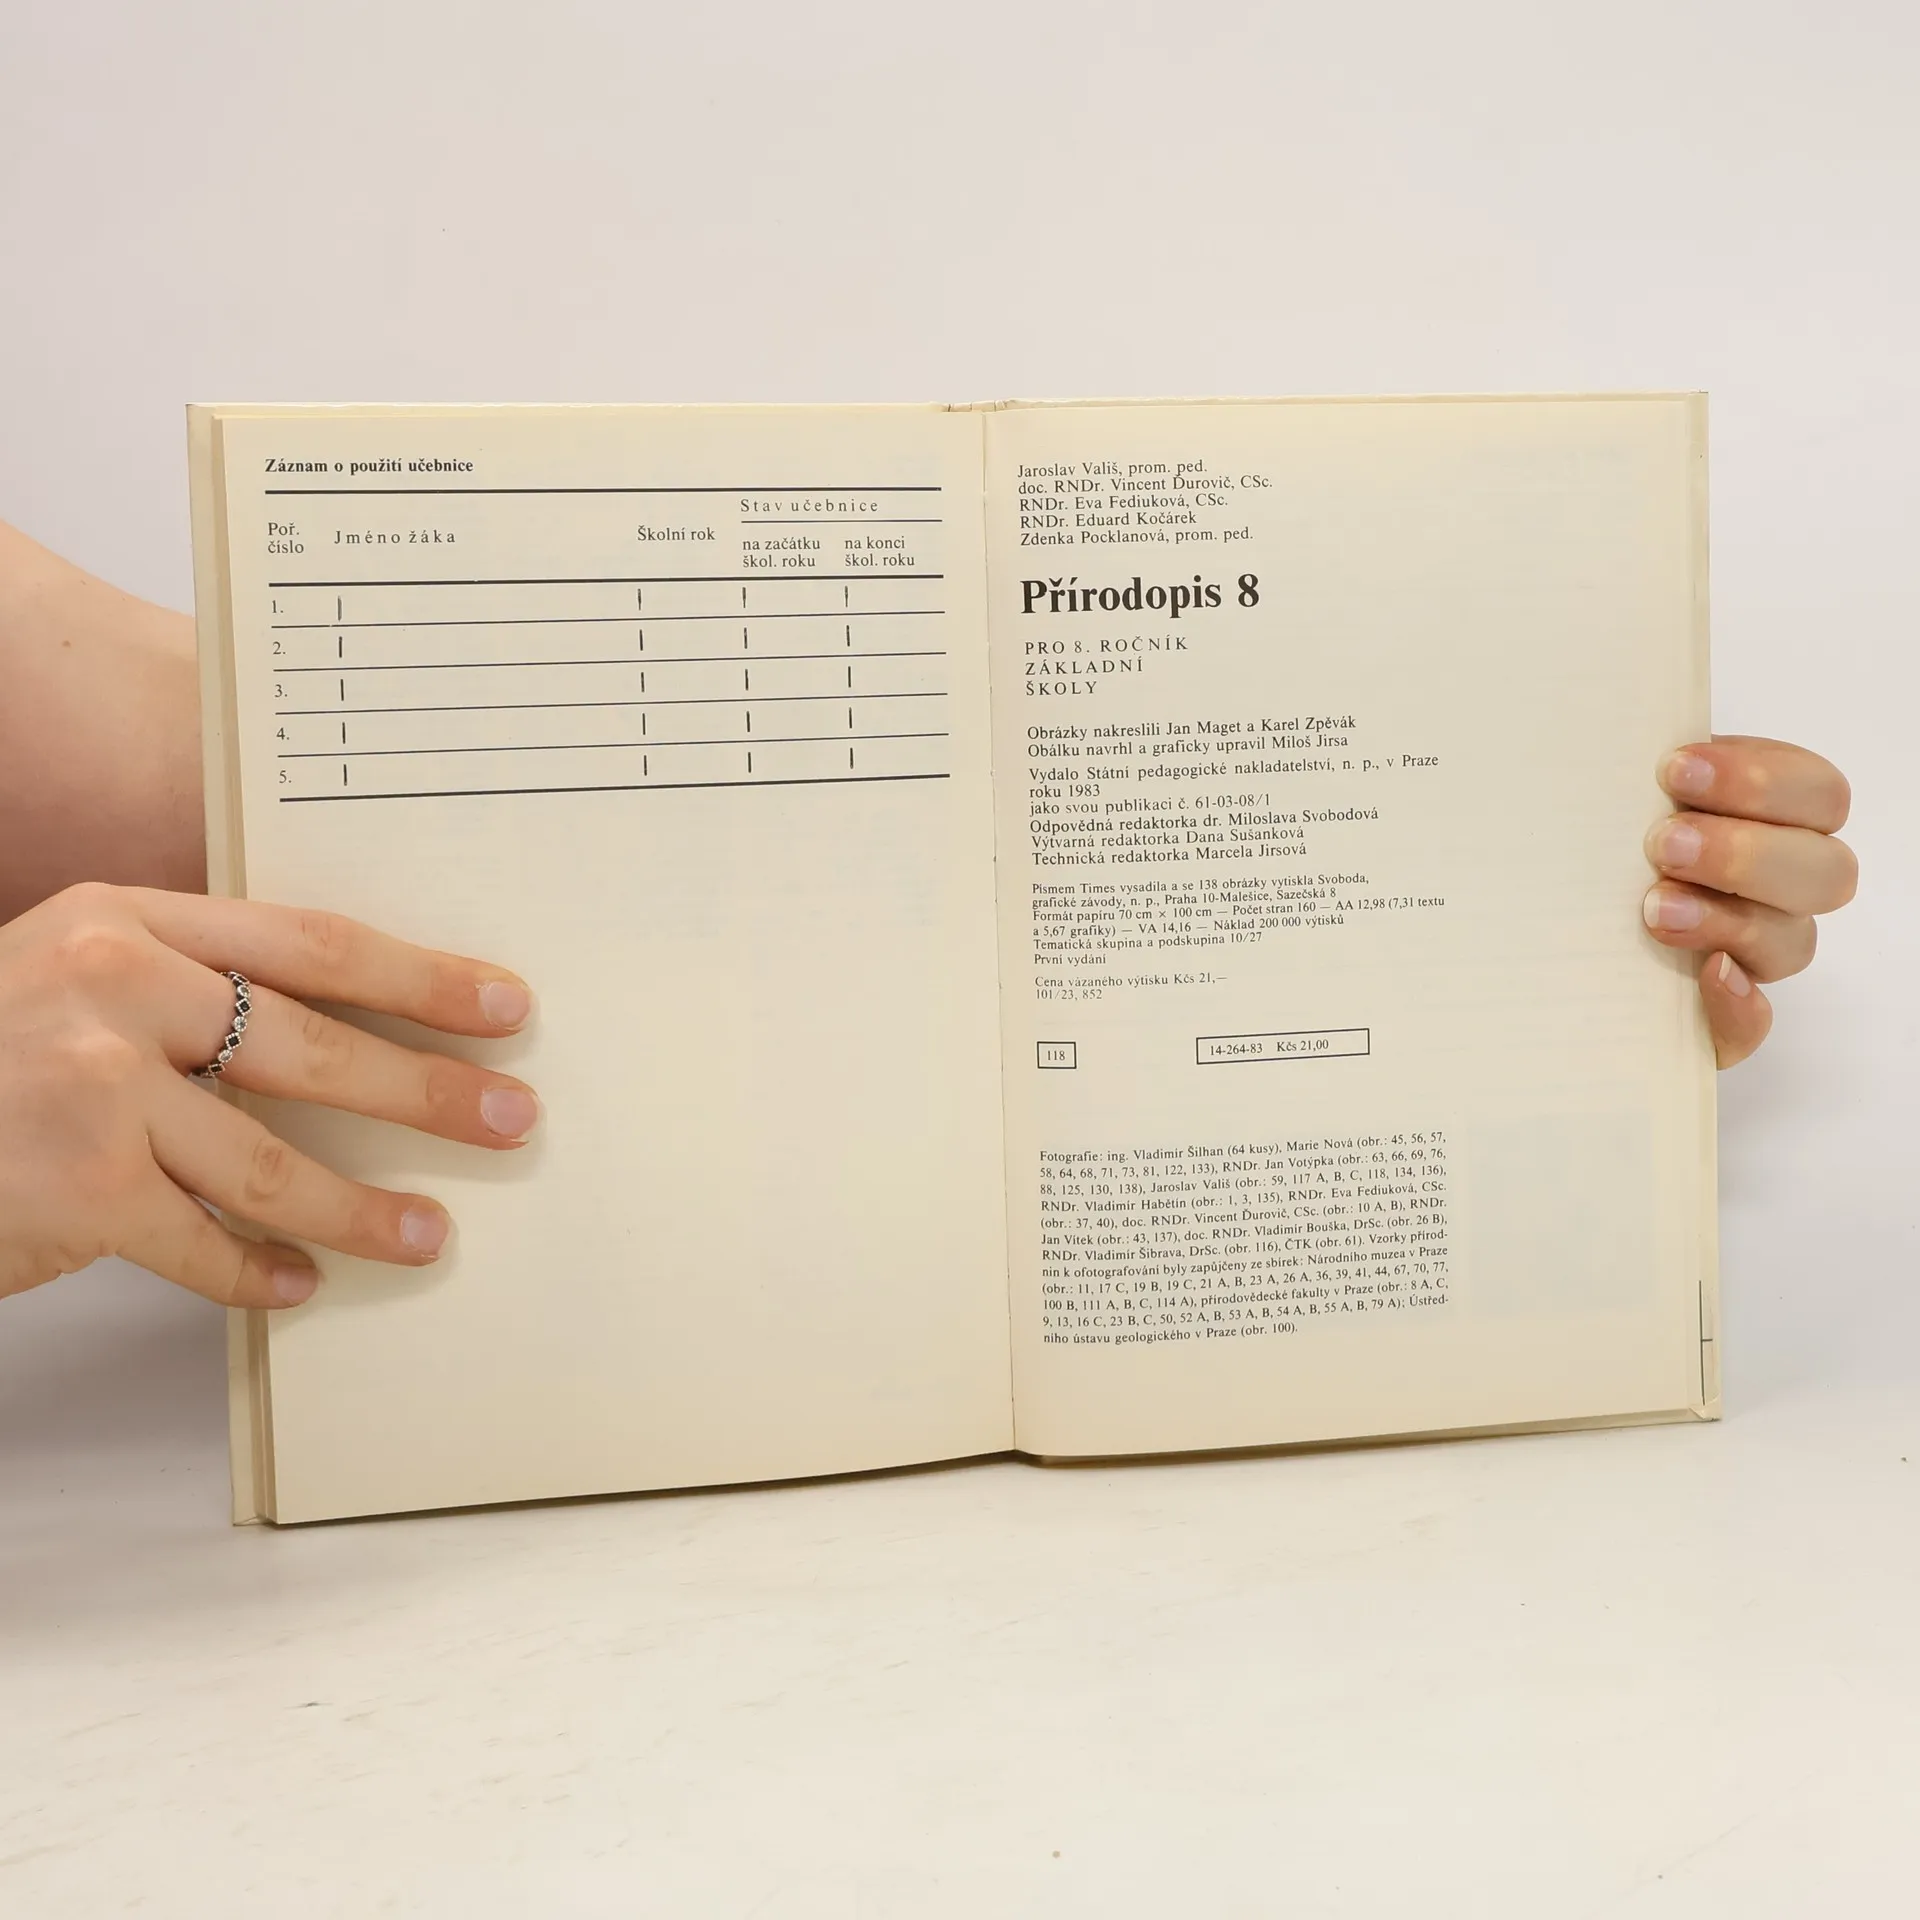 Záznam o použití učebnice
Stav učebnice
Poř.
číslo
Jméno žáka
Školní rok
na začátku
škol. roku
na konci
škol. roku
1.
2.
3.
4.
5.
Jaroslav Vališ, prom. ped.
doc. RNDr. Vincent Ďurovič, CSc.
RNDr. Eva Fediuková, CSc.
RNDr. Eduard Kočárek
Zdenka Pocklanová, prom. ped.
Přírodopis 8
PRO 8. ROČNÍK
ZÁKLADNÍ
ŠKOLY
Obrázky nakreslili Jan Maget a Karel Zpěvák
Obálku navrhl a graficky upravil Miloš Jirsa
Vydalo Státní pedagogické nakladatelství, n. p., v Praze
roku 1983
jako svou publikaci č. 61-03-08/1
Odpovědná redaktorka dr. Miloslava Svobodová
Výtvarná redaktorka Dana Sušanková
Technická redaktorka Marcela Jirsová
Písmem Times vysadila a se 138 obrázky vytiskla Svoboda,
grafické závody, n. p., Praha 10-Malešice, Sazečská 8
Formát papíru 70 cm × 100 cm — Počet stran 160 — AA 12,98 (7,31 textu
a 5,67 grafiky) — VA 14,16 — Náklad 200 000 výtisků
Tematická skupina a podskupina 10/27
První vydání
Cena vázaného výtisku Kčs 21,—
101/23, 852
118
14-264-83 Kčs 21,00
Fotografie: ing. Vladimír Šilhan (64 kusy), Marie Nová (obr.: 45, 56, 57,
58, 64, 68, 71, 73, 81, 122, 133), RNDr. Jan Votýpka (obr.: 63, 66, 69, 76,
88, 125, 130, 138), Jaroslav Vališ (obr.: 59, 117 A, B, C, 118, 134, 136),
RNDr. Vladimír Habětín (obr.: 1, 3, 135), RNDr. Eva Fediuková, CSc.
(obr.: 37, 40), doc. RNDr. Vincent Ďurovič, CSc. (obr.: 10 A, B), RNDr.
Jan Vítek (obr.: 43, 137), doc. RNDr. Vladimír Bouška, DrSc. (obr. 26 B),
RNDr. Vladimír Šibrava, DrSc. (obr. 116), ČTK (obr. 61). Vzorky přírod-
nin k ofotografování byly zapůjčeny ze sbírek: Národního muzea v Praze
(obr.: 11, 17 C, 19 B, 19 C, 21 A, B, 23 A, 26 A, 36, 39, 41, 44, 67, 70, 77,
100 B, 111 A, B, C, 114 A), přírodovědecké fakulty v Praze (obr.: 8 A, C,
9, 13, 16 C, 23 B, C, 50, 52 A, B, 53 A, B, 54 A, B, 55 A, B, 79 A); Ústřed-
ního ústavu geologického v Praze (obr. 100).